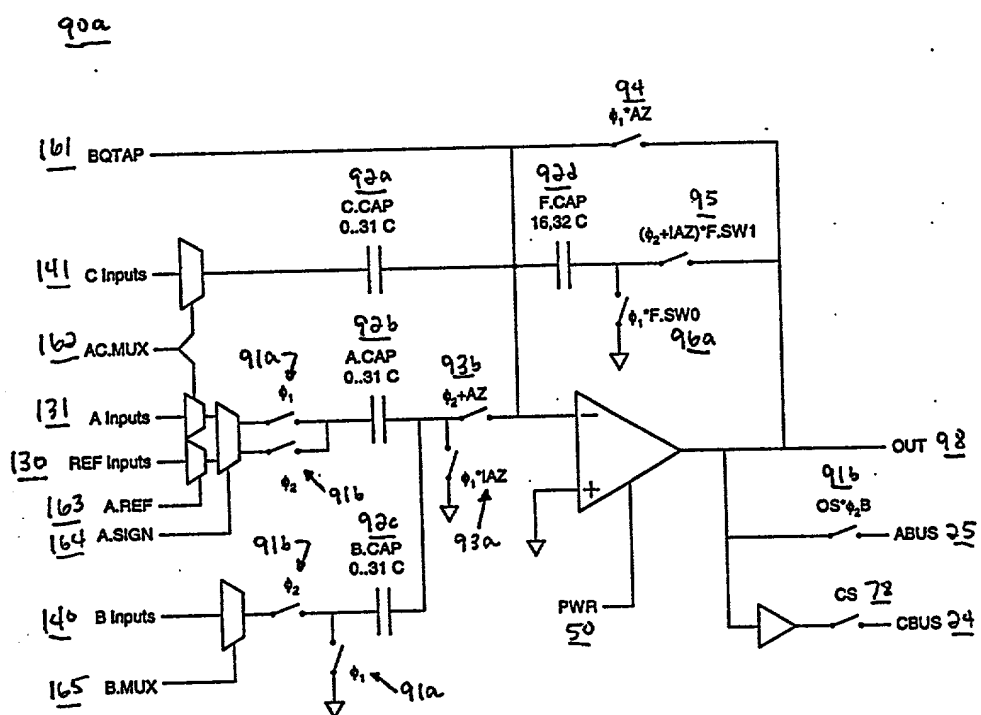 90a
94
φ₁*AZ
161 BQTAP
92a
C.CAP
0..31 C
92d
F.CAP
16,32 C
95
(φ₂+!AZ)*F.SW1
141 C Inputs
φ₁*F.SW0
96a
162 AC.MUX
91a
φ₁
92b
A.CAP
0..31 C
93b
φ₂+AZ
131 A Inputs
130 REF Inputs
φ₂
91b
φ₁*!AZ
93a
163 A.REF
164 A.SIGN
−
+
OUT 98
91b
OS*φ₂B
ABUS 25
91b
φ₂
92c
B.CAP
0..31 C
140 B Inputs
PWR
50
CS 78
CBUS 24
165 B.MUX
φ₁
91a